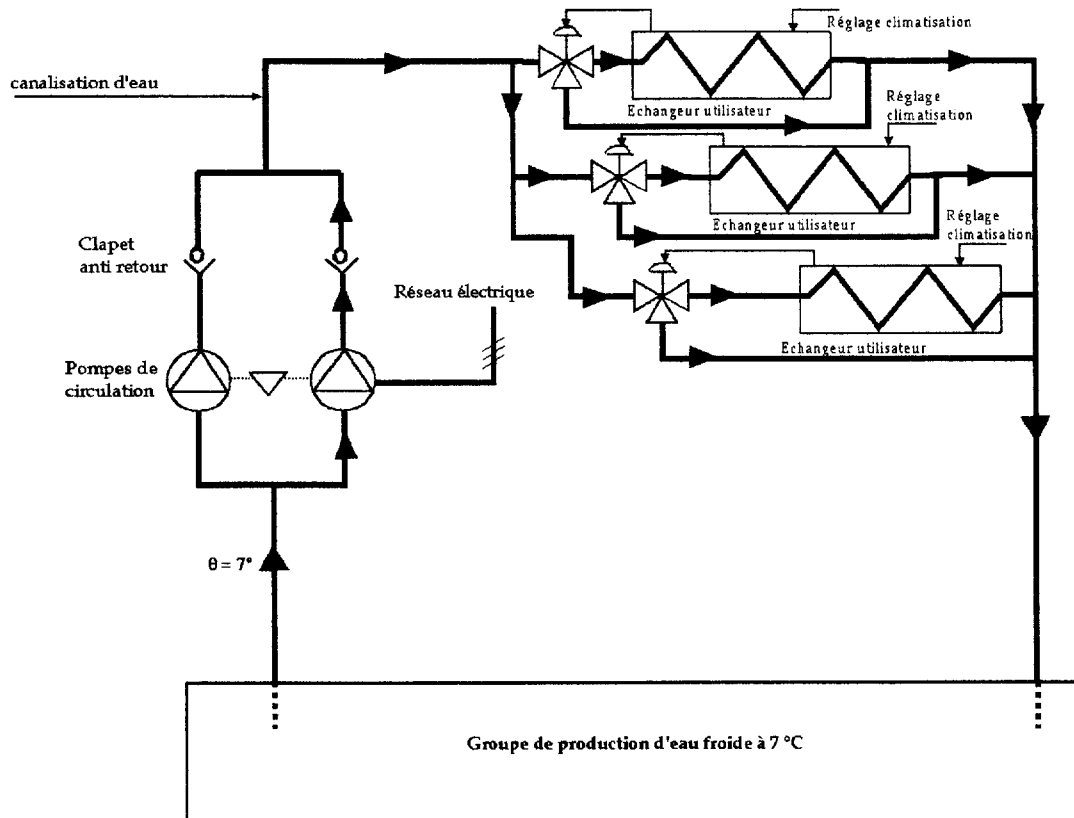 Réglage climatisation
canalisation d'eau
Echangeur utilisateur
Réglage
climatisation
Echangeur utilisateur
Réglage
climatisation
Clapet
anti retour
Réseau électrique
Echangeur utilisateur
Pompes de
circulation
θ = 7°
Groupe de production d'eau froide à 7 °C